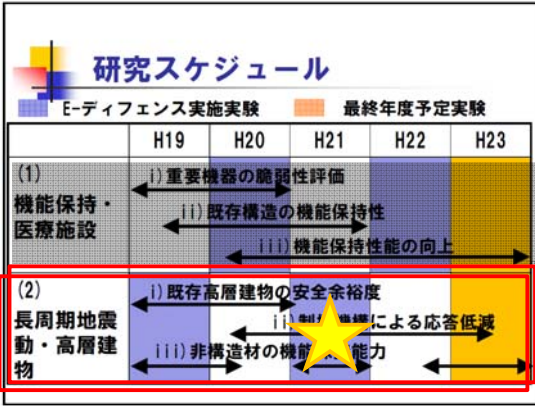 研究スケジュール
E-ディフェンス実施実験 最終年度予定実験
H19 H20 H21 H22 H23
(1)
機能保持・
医療施設
i)重要機器の脆弱性評価
ii)既存構造の機能保持性
iii)機能保持性能の向上
(2)
長周期地震
動・高層建
物
i)既存高層建物の安全余裕度
ii) による応答低減
iii)非構造材の機能 能力